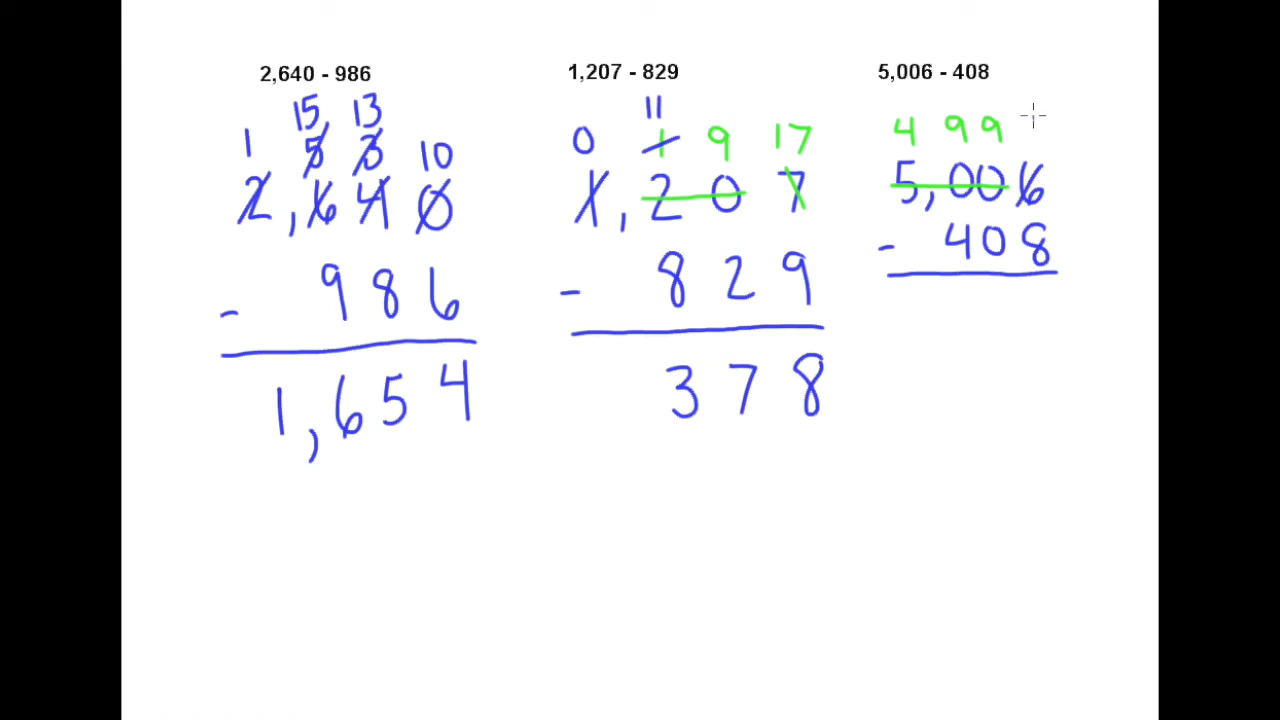 2,640 - 986
15 13
1 5 3 10
2,640
- 986
1,654
1,207 - 829
11
0 1 9 17
1,207
- 829
378
5,006 - 408
4 9 9
5,006
- 408